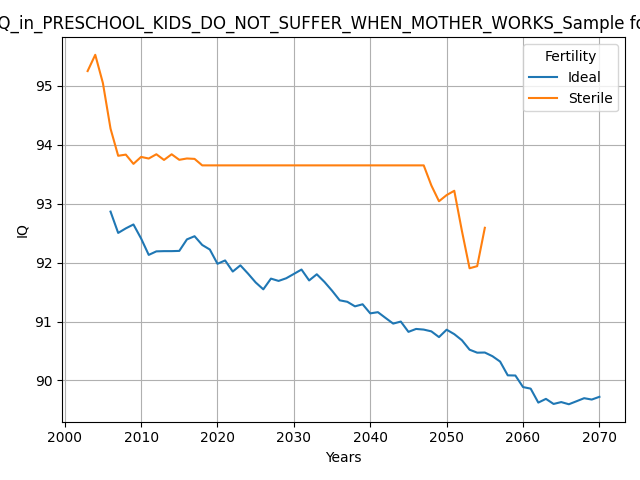 Q_in_PRESCHOOL_KIDS_DO_NOT_SUFFER_WHEN_MOTHER_WORKS_Sample fo
Fertility
Ideal
Sterile
IQ
95
94
93
92
91
90
2000 2010 2020 2030 2040 2050 2060 2070
Years